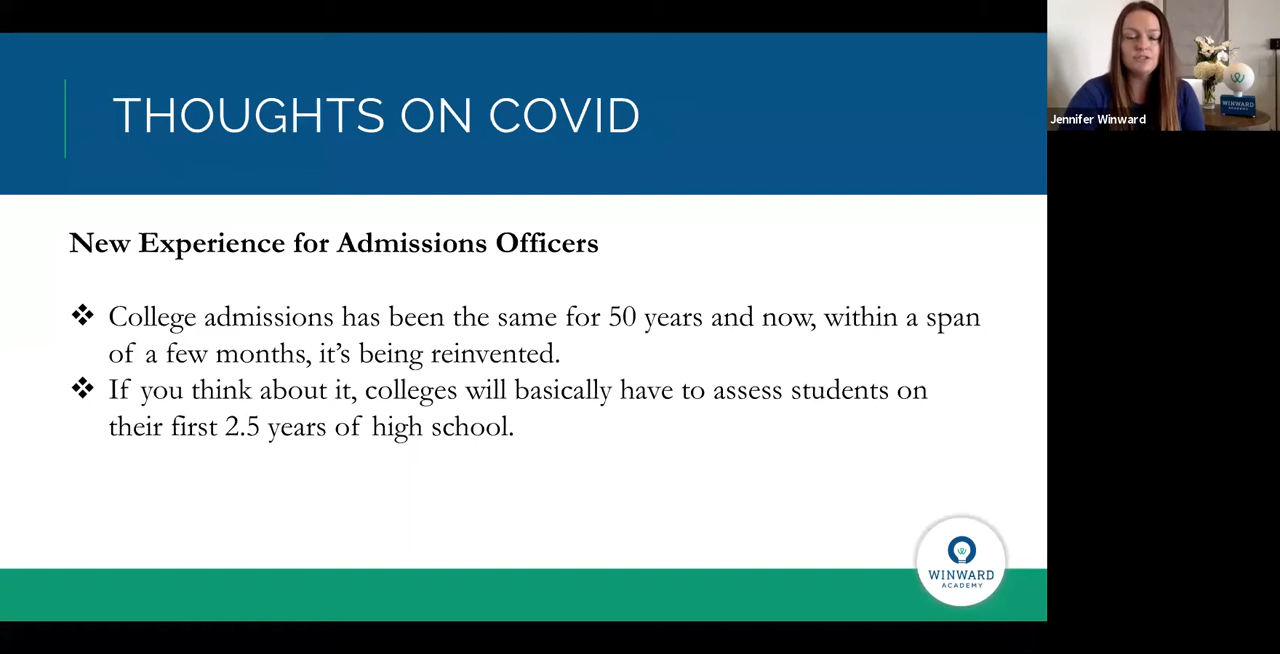 THOUGHTS ON COVID
New Experience for Admissions Officers
❖ College admissions has been the same for 50 years and now, within a span
of a few months, it's being reinvented.
❖ If you think about it, colleges will basically have to assess students on
their first 2.5 years of high school.
WINWARD
ACADEMY
WINWARD
ACADEMY
Jennifer Winward